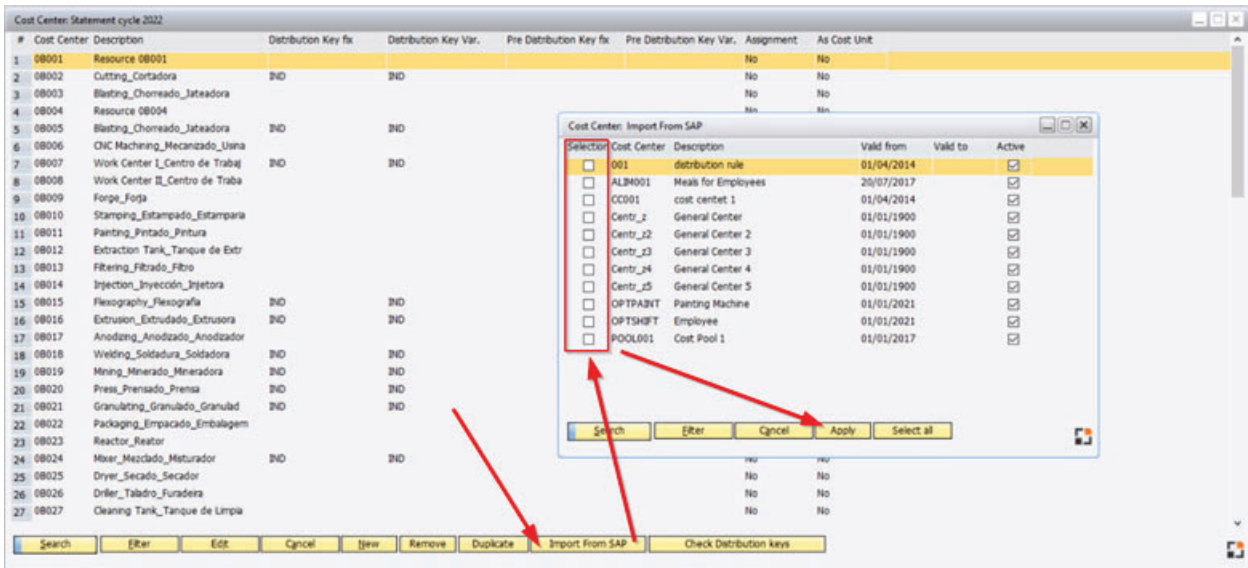 Cost Center: Statement cycle 2022
# Cost Center Description Distribution Key fix Distribution Key Var. Pre Distribution Key fix Pre Distribution Key Var. Assignment As Cost Unit
1 0B001 Resource 0B001 No No
2 0B002 Cutting_Cortadora IND IND No No
3 0B003 Blasting_Chorreado_Jateadora No No
4 0B004 Resource 0B004 No No
5 0B005 Blasting_Chorreado_Jateadora IND IND
6 0B006 CNC Machining_Mecanizado_Usina
7 0B007 Work Center I_Centro de Trabaj IND IND
8 0B008 Work Center II_Centro de Traba
9 0B009 Forge_Forja
10 0B010 Stamping_Estampado_Estamparia
11 0B011 Painting_Pintado_Pintura
12 0B012 Extraction Tank_Tanque de Extr
13 0B013 Filtering_Filtrado_Filtro
14 0B014 Injection_Inyección_Injetora
15 0B015 Flexography_Flexografia IND IND
16 0B016 Extrusion_Extrudado_Extrusora IND IND
17 0B017 Anodizing_Anodizado_Anodizador
18 0B018 Welding_Soldadura_Soldadora IND IND
19 0B019 Mining_Minerado_Mineradora IND IND
20 0B020 Press_Prensado_Prensa IND IND
21 0B021 Granulating_Granulado_Granulad IND IND
22 0B022 Packaging_Empacado_Embalagem
23 0B023 Reactor_Reator
24 0B024 Mixer_Mezclado_Misturador IND IND No No
25 0B025 Dryer_Secado_Secador No No
26 0B026 Driller_Taladro_Furadeira No No
27 0B027 Cleaning Tank_Tanque de Limpia No No
Search Filter Edit Cancel New Remove Duplicate Import From SAP Check Distribution keys
Cost Center: Import From SAP
Selection Cost Center Description Valid from Valid to Active
001 distribution rule 01/04/2014
ALIM001 Meals for Employees 20/07/2017
CC001 cost centet 1 01/04/2014
Centr_z General Center 01/01/1900
Centr_z2 General Center 2 01/01/1900
Centr_z3 General Center 3 01/01/1900
Centr_z4 General Center 4 01/01/1900
Centr_z5 General Center 5 01/01/1900
OPTPAINT Painting Machine 01/01/2021
OPTSHIFT Employee 01/01/2021
POOL001 Cost Pool 1 01/01/2017
Search Filter Cancel Apply Select all